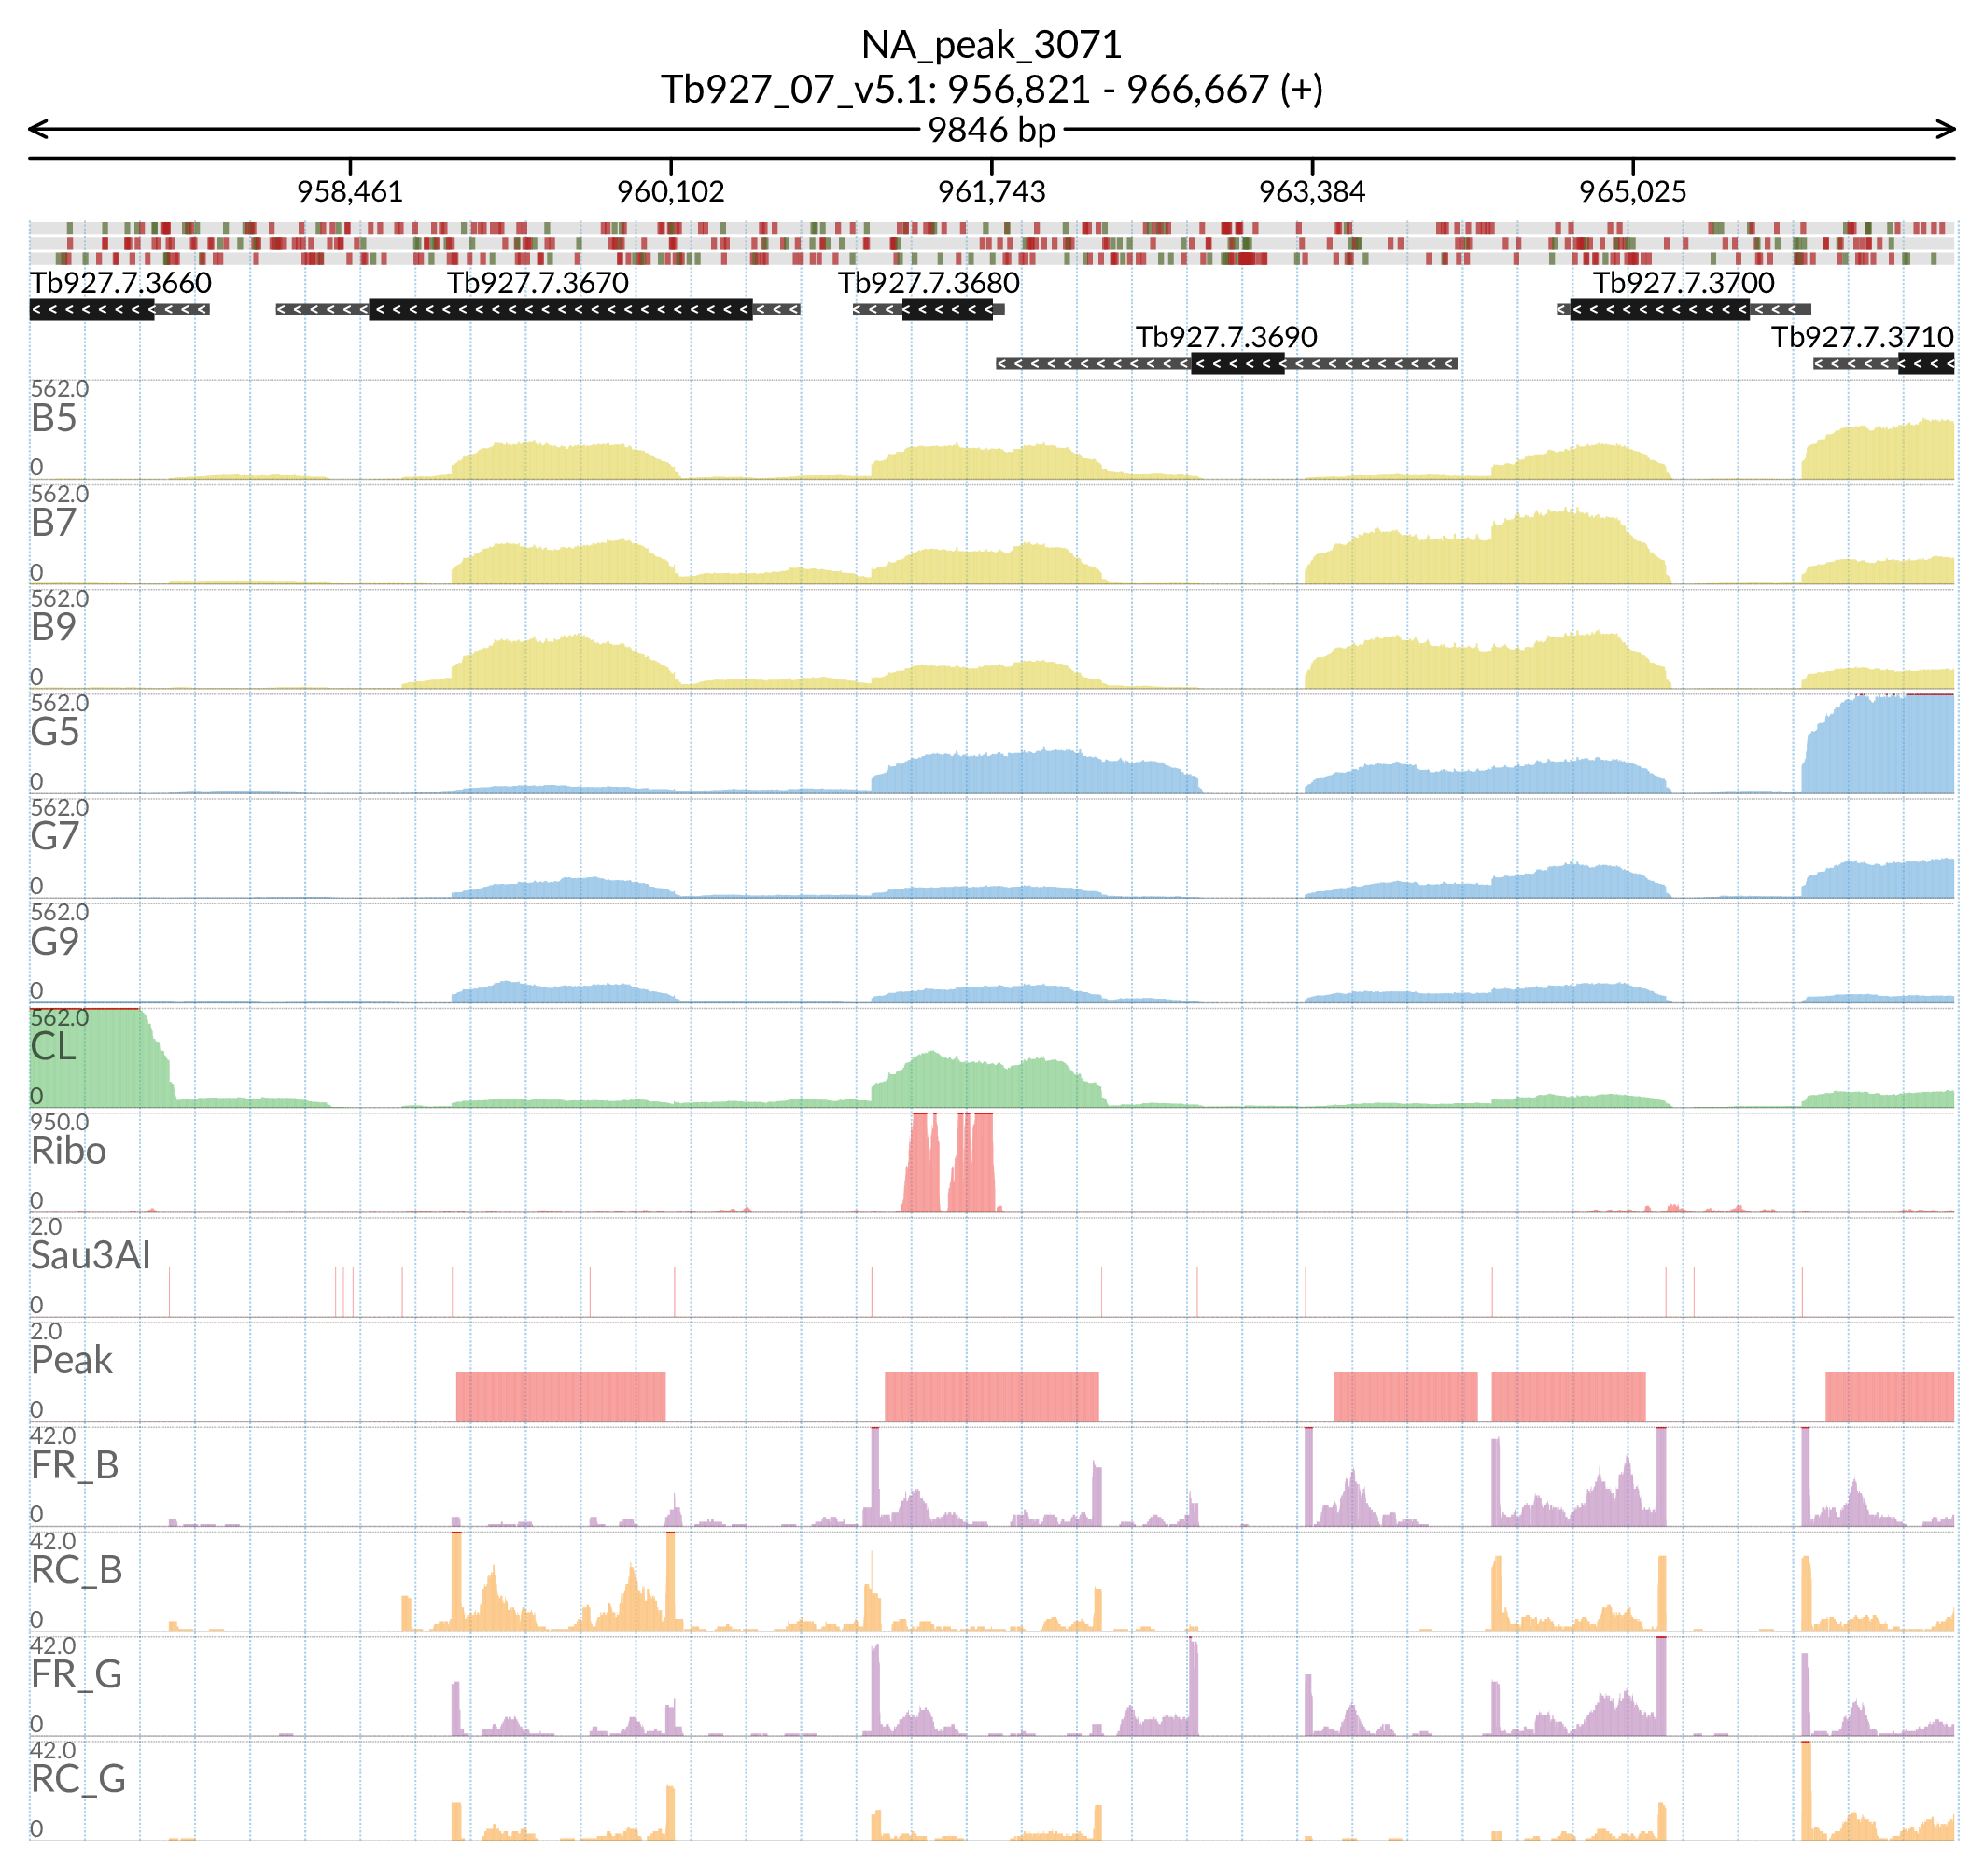 NA_peak_3071
Tb927_07_v5.1: 956,821 - 966,667 (+)
9846 bp
958,461 960,102 961,743 963,384 965,025
Tb927.7.3660 Tb927.7.3670 Tb927.7.3680 Tb927.7.3700
Tb927.7.3690 Tb927.7.3710
562.0
B5
0
562.0
B7
0
562.0
B9
0
562.0
G5
0
562.0
G7
0
562.0
G9
0
562.0
CL
0
950.0
Ribo
0
2.0
Sau3AI
0
2.0
Peak
0
42.0
FR_B
0
42.0
RC_B
0
42.0
FR_G
0
42.0
RC_G
0